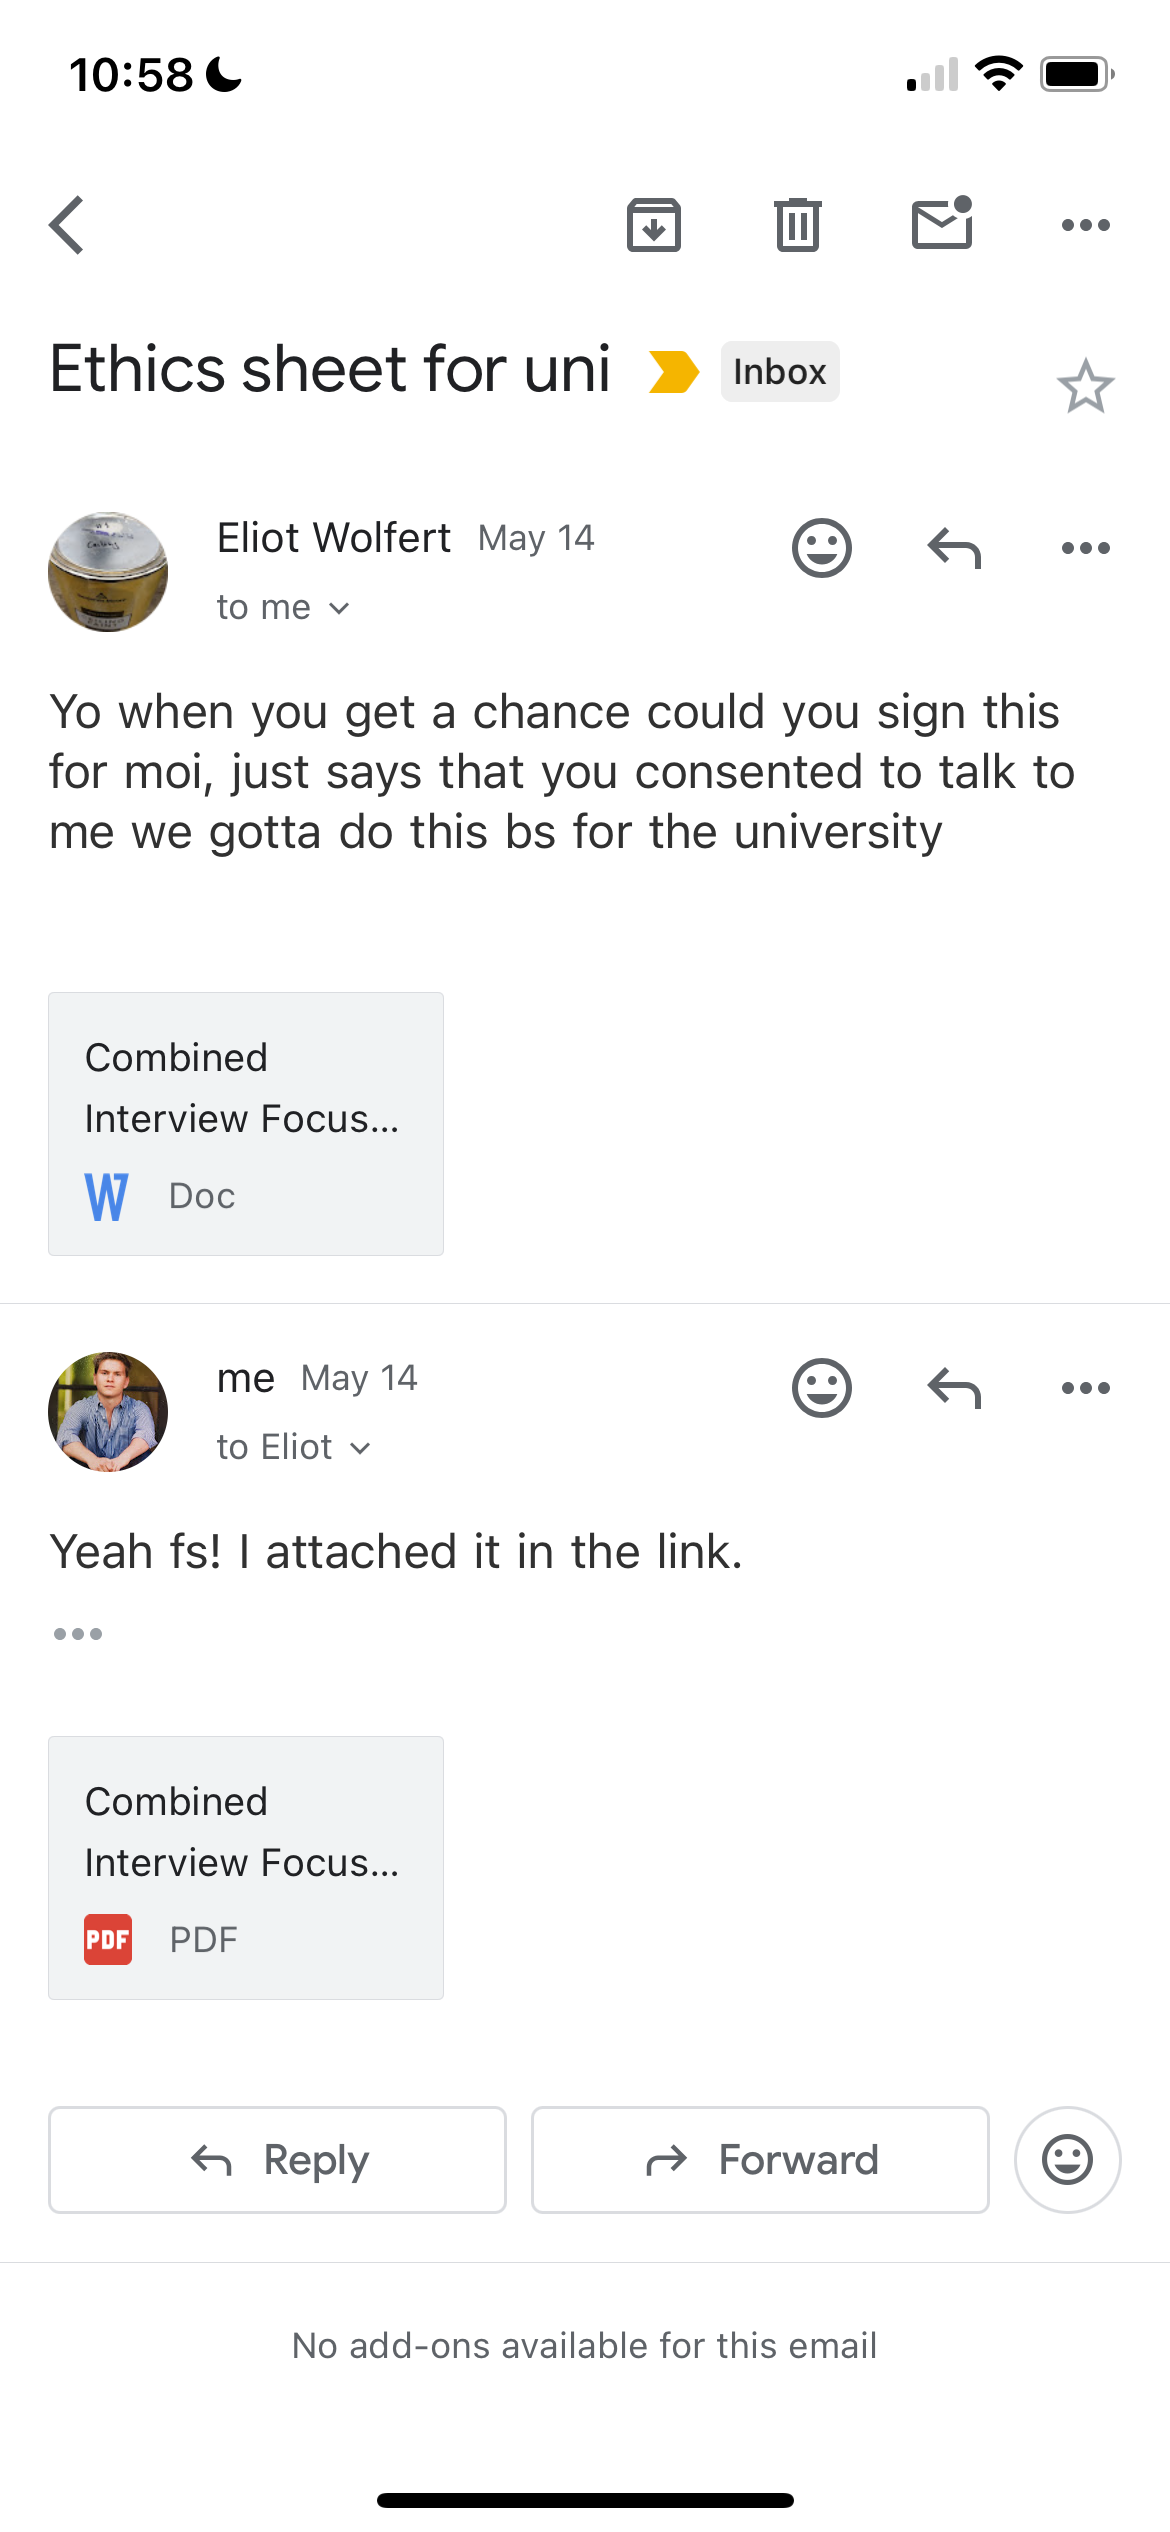 10:58
Ethics sheet for uni Inbox
Eliot Wolfert May 14
to me
Yo when you get a chance could you sign this
for moi, just says that you consented to talk to
me we gotta do this bs for the university
Combined
Interview Focus...
W Doc
me May 14
to Eliot
Yeah fs! I attached it in the link.
Combined
Interview Focus...
PDF PDF
Reply Forward
No add-ons available for this email